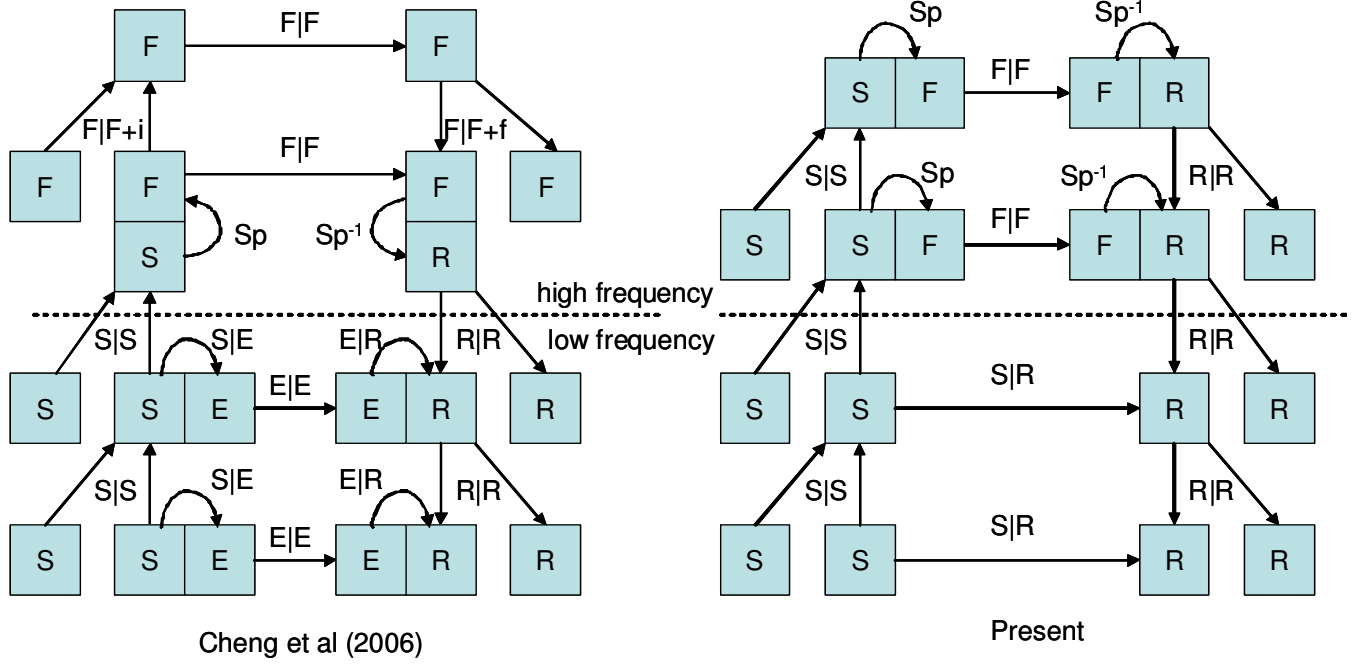 F F|F F
F|F+i F|F+f
F F F|F F F
S Sp Sp⁻¹ R
high frequency
low frequency
S|S S|E E|R R|R
S S E E|E E R R
S|S S|E E|R R|R
S S E E|E E R R
Cheng et al (2006)
Sp Sp⁻¹
S F F|F F R
S|S Sp Sp⁻¹ R|R
S S F F|F F R R
S|S R|R
S S S|R R R
S|S R|R
S S S|R R R
Present